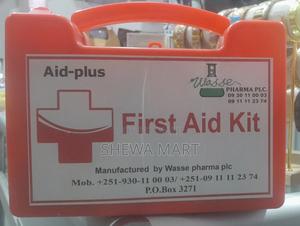 Aid-plus
Wasse
PHARMA PLC.
09 30 11 00 03
09 11 11 23 74
First Aid Kit
SHEWA MART
Manufactured by Wasse pharma plc
Mob. +251-930-11 00 03/ +251-09 11 11 23 74
P.O.Box 3271